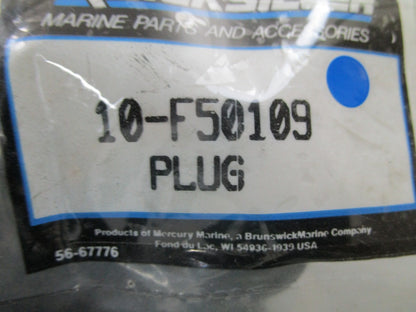 MARINE PARTS AND ACCESSORIES
10-F50109
PLUG
Products of Mercury Marine, a Brunswick Marine Company
Fond du Lac, WI 54936-1939 USA
56-67776